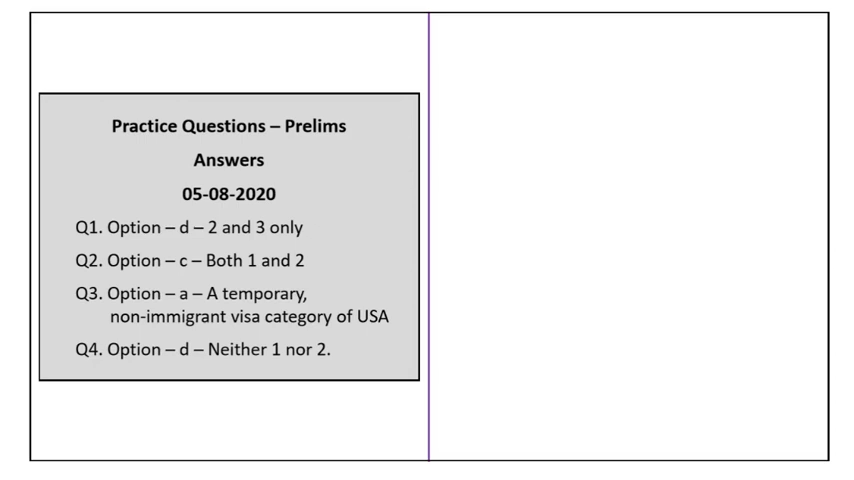 Practice Questions – Prelims
Answers
05-08-2020
Q1. Option – d – 2 and 3 only
Q2. Option – c – Both 1 and 2
Q3. Option – a – A temporary,
non-immigrant visa category of USA
Q4. Option – d – Neither 1 nor 2.